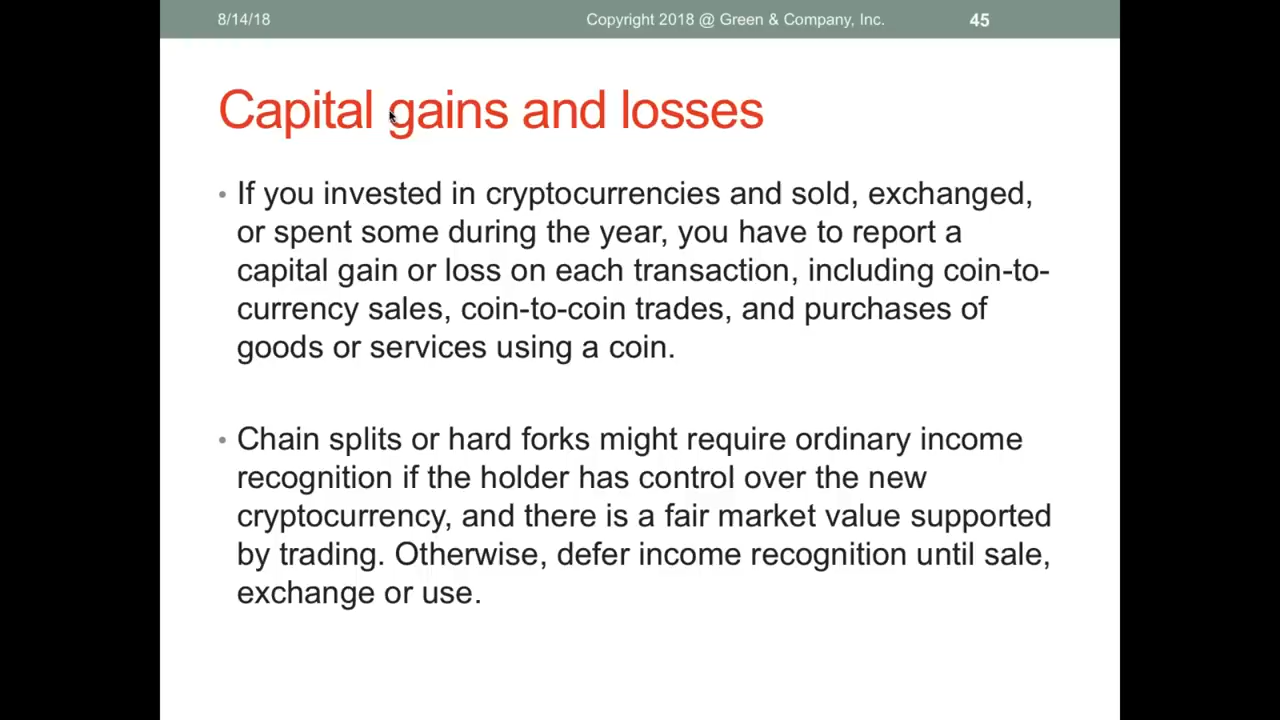 8/14/18 Copyright 2018 @ Green & Company, Inc. 45
Capital gains and losses
• If you invested in cryptocurrencies and sold, exchanged,
or spent some during the year, you have to report a
capital gain or loss on each transaction, including coin-to-
currency sales, coin-to-coin trades, and purchases of
goods or services using a coin.
• Chain splits or hard forks might require ordinary income
recognition if the holder has control over the new
cryptocurrency, and there is a fair market value supported
by trading. Otherwise, defer income recognition until sale,
exchange or use.